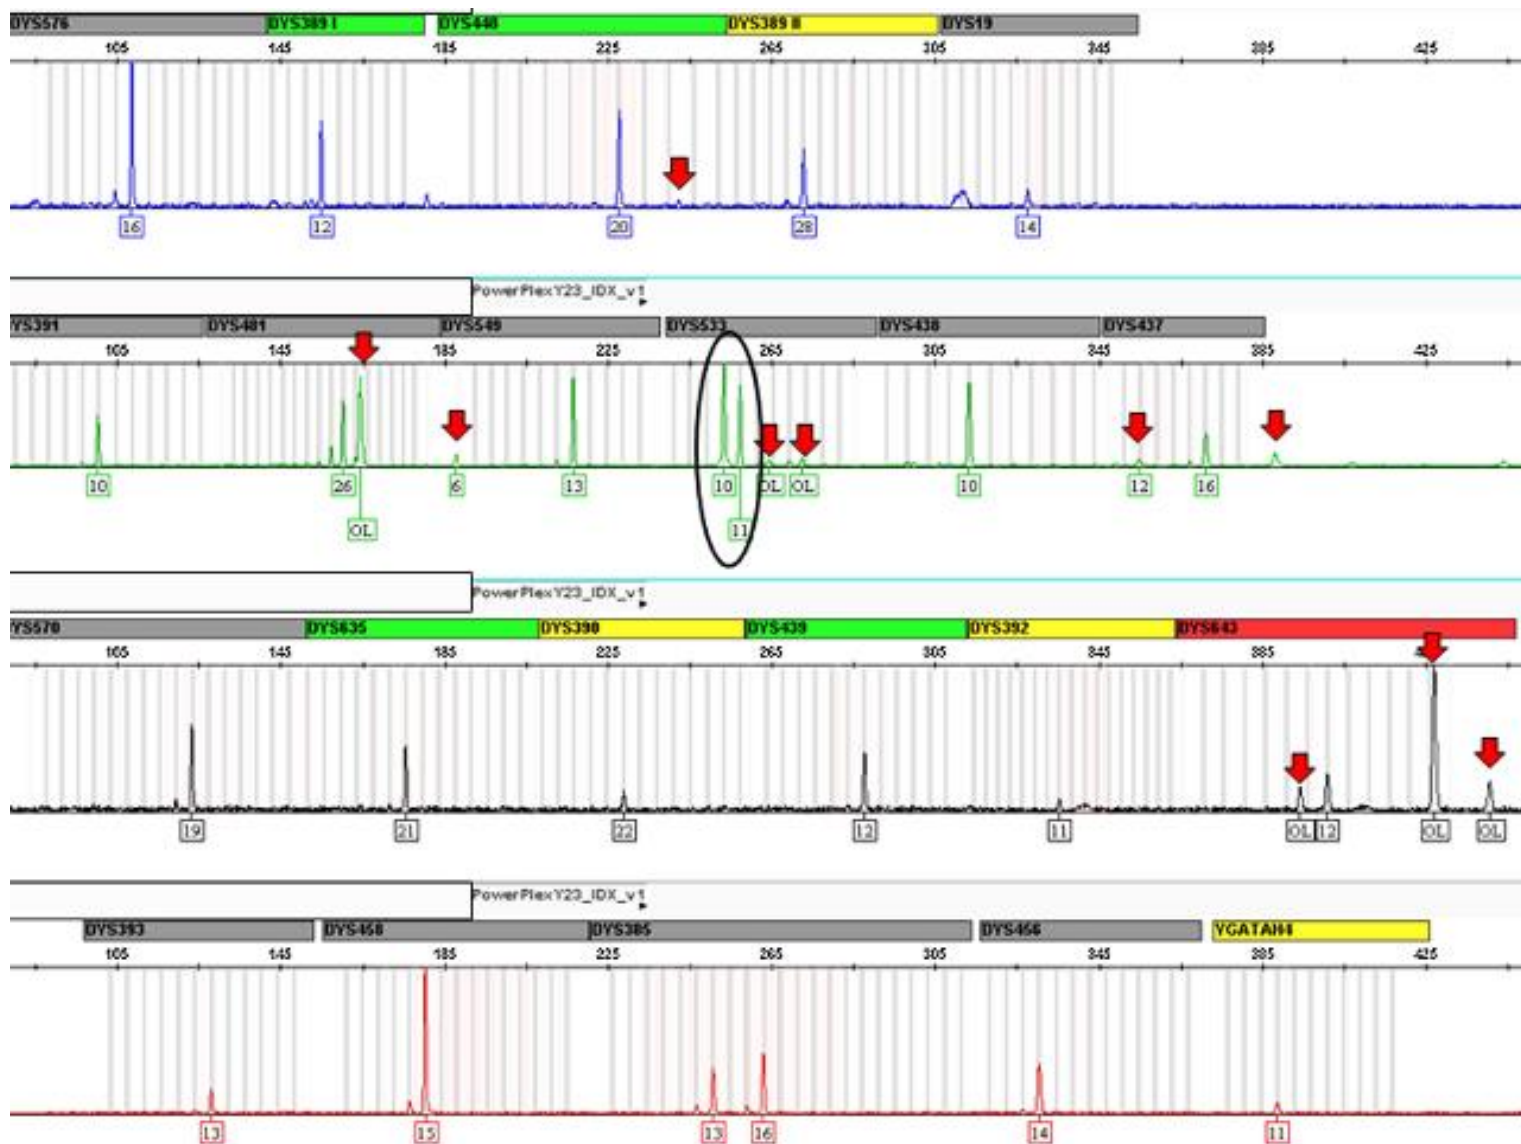 DYS576 DYS389 I DYS448 DYS389 II DYS19
105 145 185 225 265 305 345 385 425
16 12 20 28 14
PowerPlexY23_IDX_v1
YS391 DYS481 DYS549 DYS533 DYS438 DYS437
105 145 185 225 265 305 345 385 425
10 26 6 13 10 OL OL 10 12 16
OL 11
PowerPlexY23_IDX_v1
YS570 DYS635 DYS390 DYS439 DYS392 DYS643
105 145 185 225 265 305 345 385
19 21 22 12 11 OL 12 OL OL
PowerPlexY23_IDX_v1
DYS393 DYS458 DYS385 DYS456 YGATAH4
105 145 185 225 265 305 345 385 425
13 15 13 16 14 11